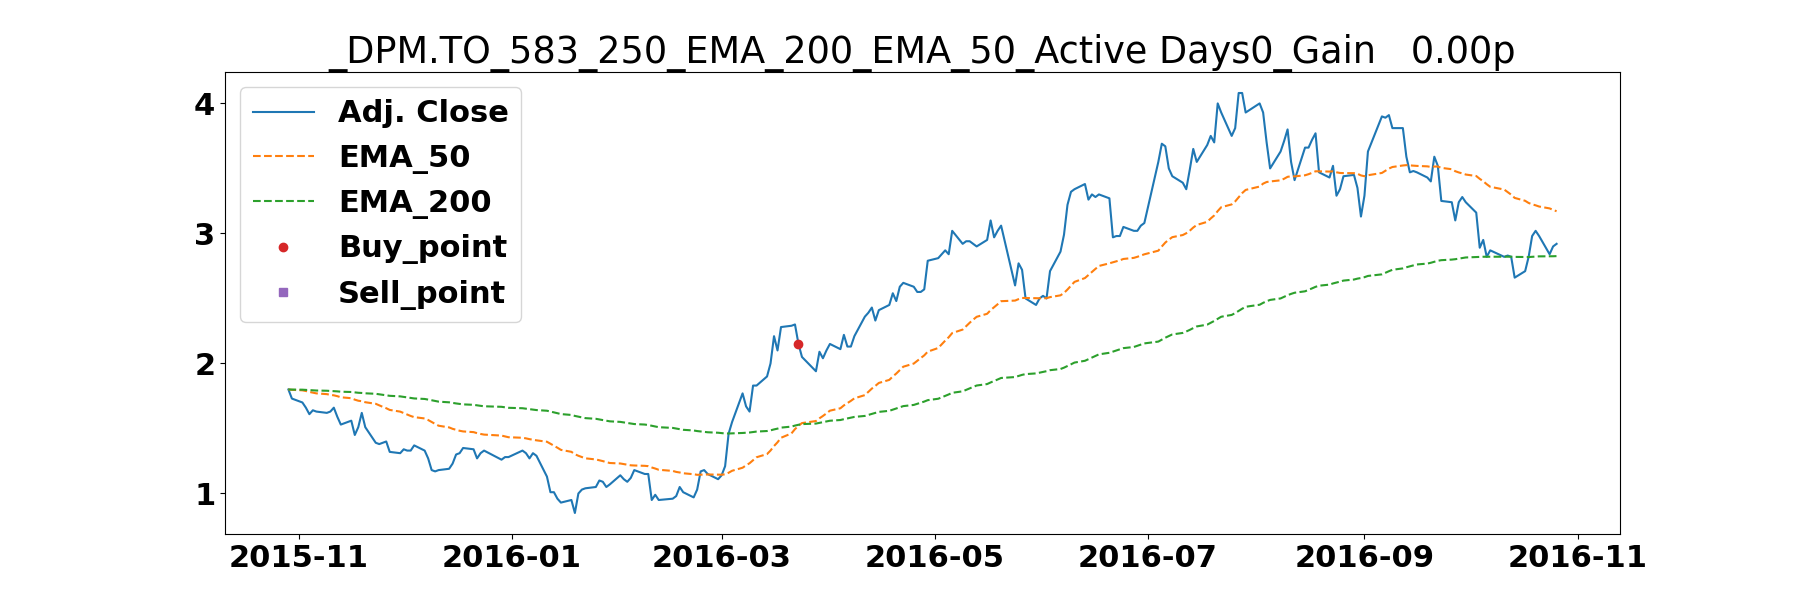 _DPM.TO_583_250_EMA_200_EMA_50_Active Days0_Gain   0.00p
4
3
2
1
Adj. Close
EMA_50
EMA_200
Buy_point
Sell_point
2015-11 2016-01 2016-03 2016-05 2016-07 2016-09 2016-11